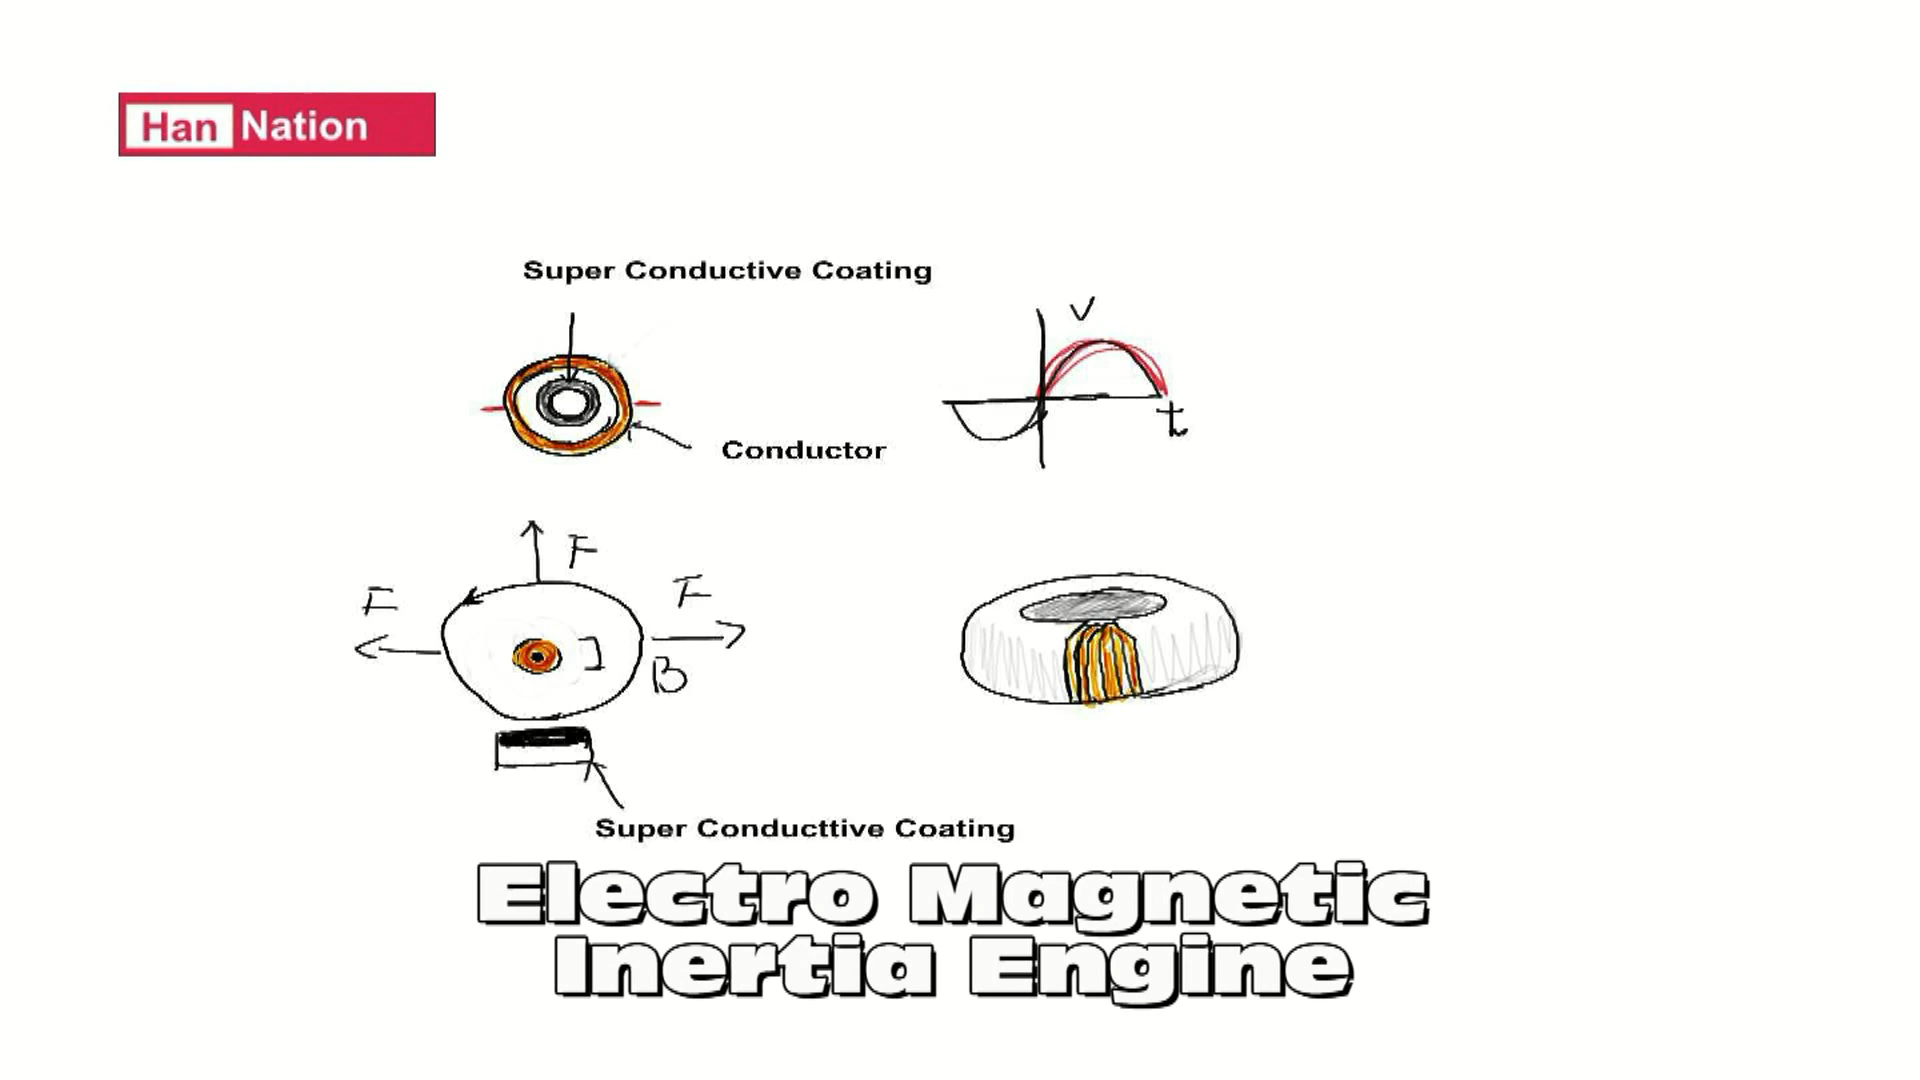 Han Nation
Super Conductive Coating
V
Conductor
t
F
F
F
B
Super Conducttive Coating
Electro Magnetic
Inertia Engine